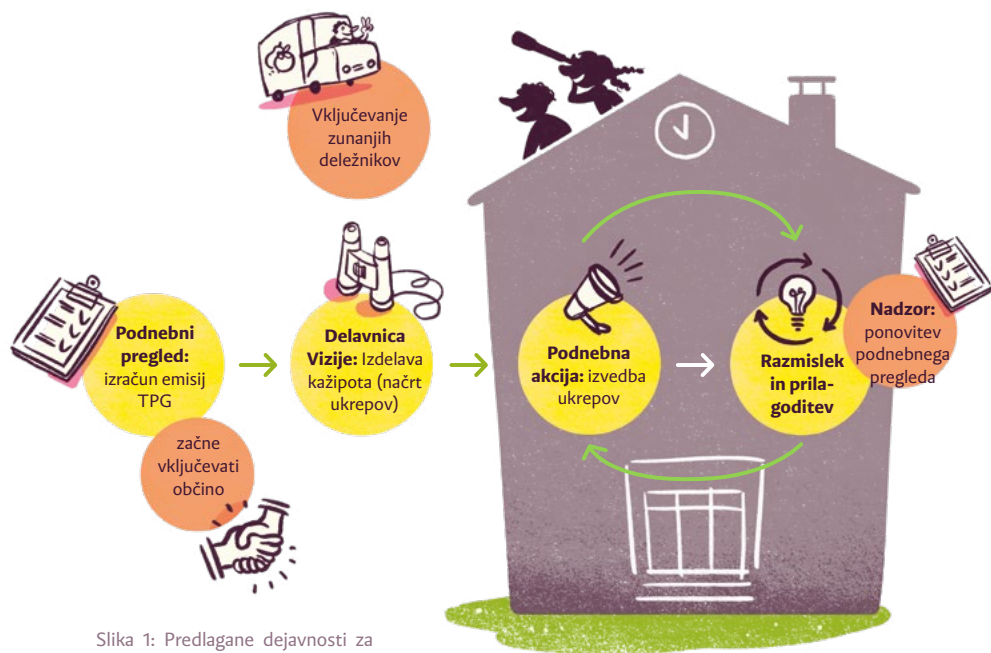 Vključevanje
zunanjih
deležnikov
Podnebni
pregled:
izračun emisij
TPG
začne
vključevati
občino
Delavnica
Vizije: Izdelava
kažipota (načrt
ukrepov)
Podnebna
akcija: izvedba
ukrepov
Razmislek
in prila-
goditev
Nadzor:
ponovitev
podnebnega
pregleda
Slika 1: Predlagane dejavnosti za